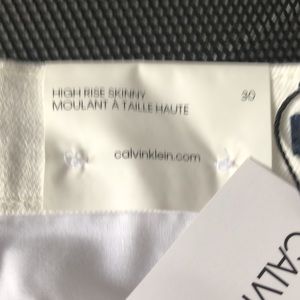 HIGH RISE SKINNY 30
MOULANT À TAILLE HAUTE
calvinklein.com
CALV